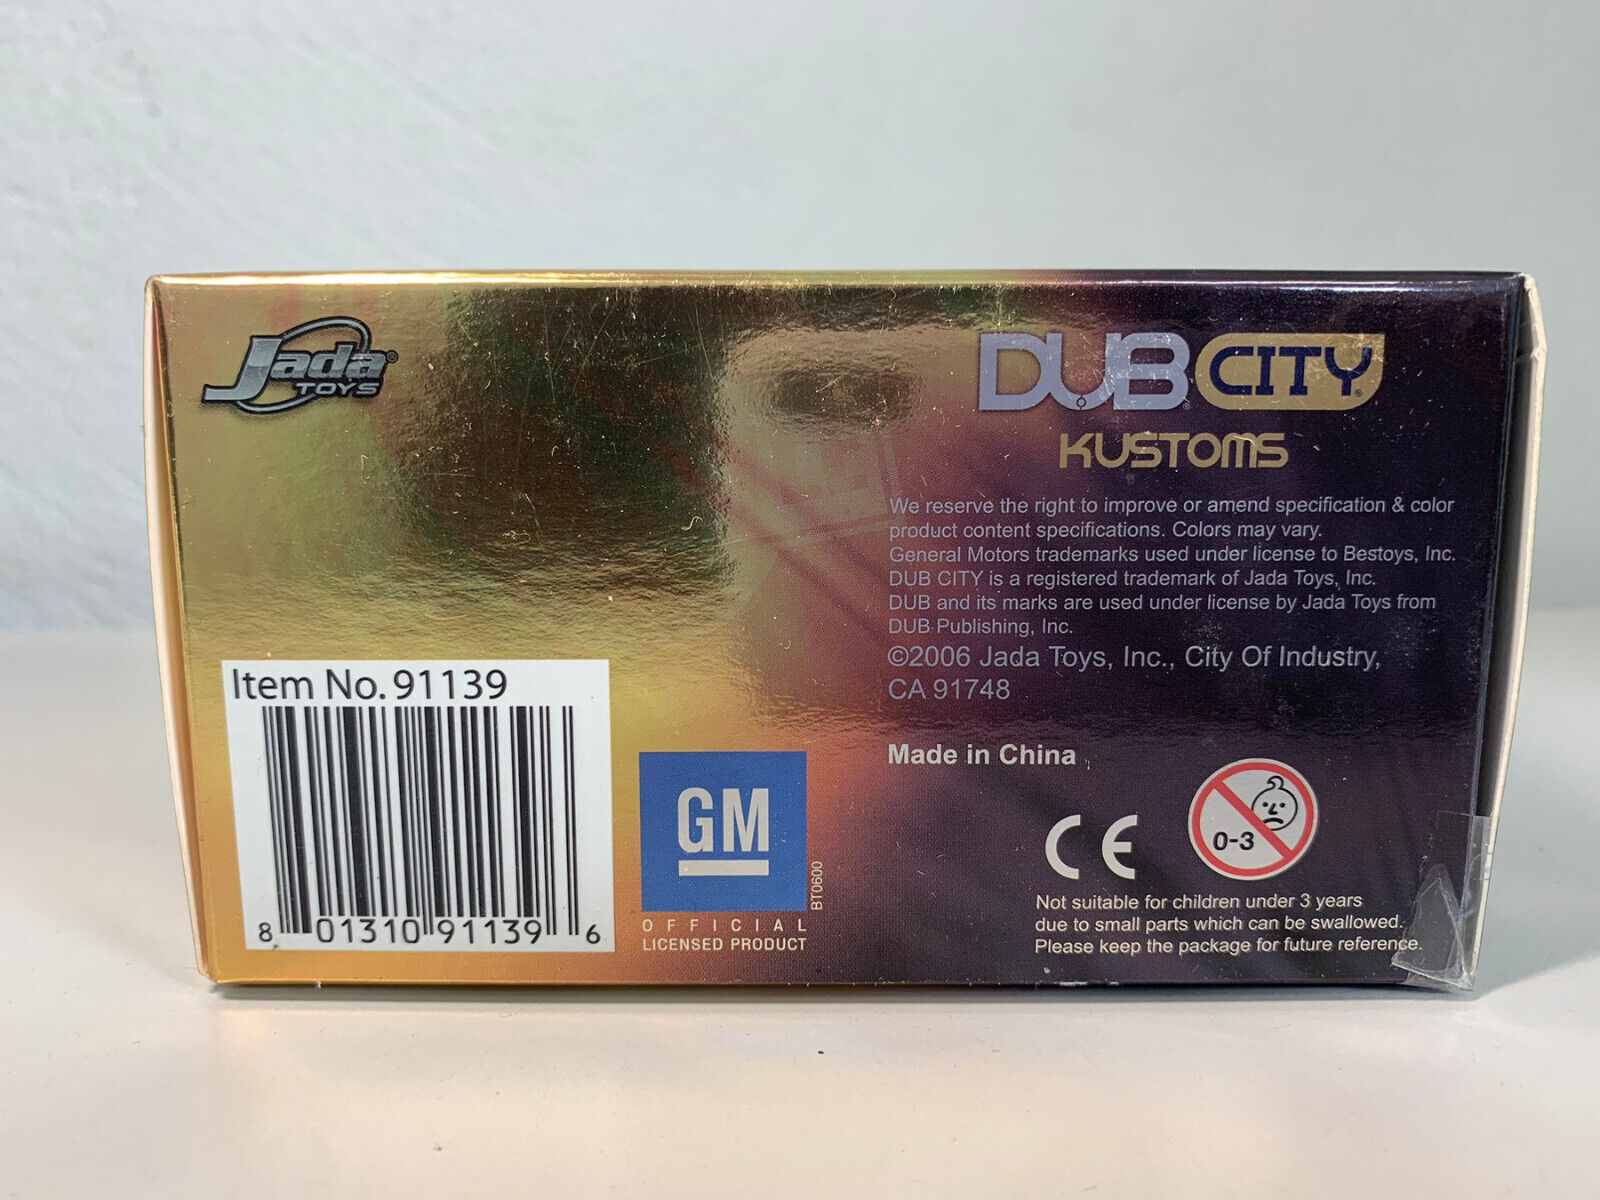 Jada®
TOYS
DUB® CITY®
KUSTOMS
We reserve the right to improve or amend specification & color
product content specifications. Colors may vary.
General Motors trademarks used under license to Bestoys, Inc.
DUB CITY is a registered trademark of Jada Toys, Inc.
DUB and its marks are used under license by Jada Toys from
DUB Publishing, Inc.
©2006 Jada Toys, Inc., City Of Industry,
CA 91748
Made in China
CE
0-3
Not suitable for children under 3 years
due to small parts which can be swallowed.
Please keep the package for future reference.
Item No. 91139
8 01310 91139 6
GM
BT0600
OFFICIAL
LICENSED PRODUCT